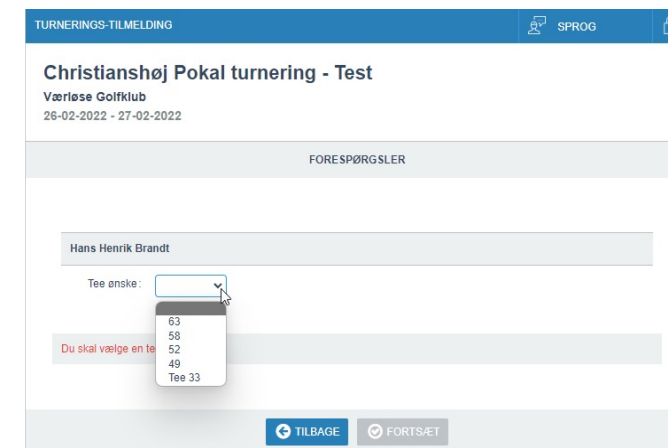 TURNERINGS-TILMELDING
SPROG
Christianshøj Pokal turnering - Test
Værløse Golfklub
26-02-2022 - 27-02-2022
FORESPØRGSLER
Hans Henrik Brandt
Tee ønske:
63
58
Du skal vælge en te
52
49
Tee 33
TILBAGE
FORTSÆT